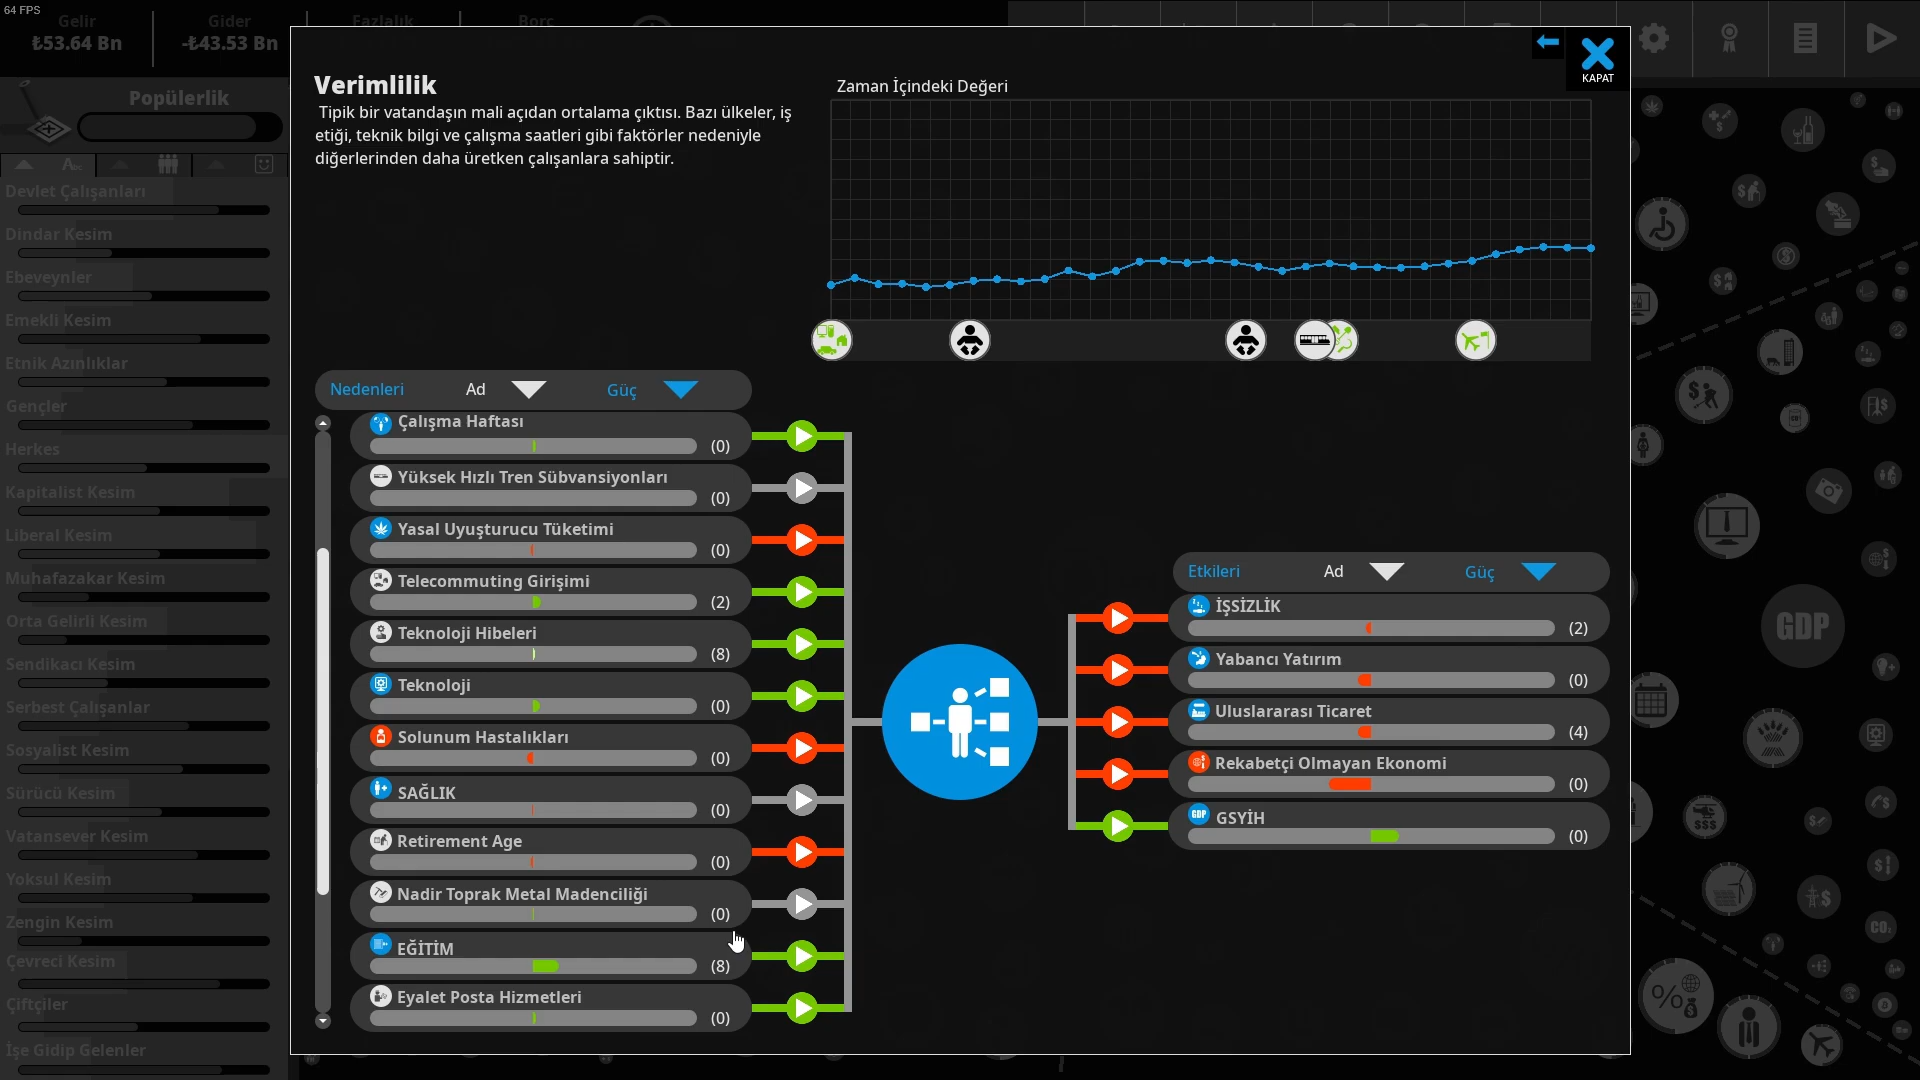 64 FPS
Gelir
Gider
Fazlalık
Borç
₺53.64 Bn
-₺43.53 Bn
Popülerlik
Devlet Çalışanları
Dindar Kesim
Ebeveynler
Emekli Kesim
Etnik Azınlıklar
Gençler
Herkes
Kapitalist Kesim
Liberal Kesim
Muhafazakar Kesim
Orta Gelirli Kesim
Sendikacı Kesim
Serbest Çalışanlar
Sosyalist Kesim
Sürücü Kesim
Vatansever Kesim
Yoksul Kesim
Zengin Kesim
Çevreci Kesim
Çiftçiler
İşe Gidip Gelenler
KAPAT
Verimlilik
Tipik bir vatandaşın mali açıdan ortalama çıktısı. Bazı ülkeler, iş
etiği, teknik bilgi ve çalışma saatleri gibi faktörler nedeniyle
diğerlerinden daha üretken çalışanlara sahiptir.
Zaman İçindeki Değeri
Nedenleri Ad Güç
Çalışma Haftası
(0)
Yüksek Hızlı Tren Sübvansiyonları
(0)
Yasal Uyuşturucu Tüketimi
(0)
Telecommuting Girişimi
(2)
Teknoloji Hibeleri
(8)
Teknoloji
(0)
Solunum Hastalıkları
(0)
SAĞLIK
(0)
Retirement Age
(0)
Nadir Toprak Metal Madenciliği
(0)
EĞİTİM
(8)
Eyalet Posta Hizmetleri
(0)
Etkileri Ad Güç
İŞSİZLİK
(2)
Yabancı Yatırım
(0)
Uluslararası Ticaret
(4)
Rekabetçi Olmayan Ekonomi
(0)
GDP
GSYİH
(0)
GDP